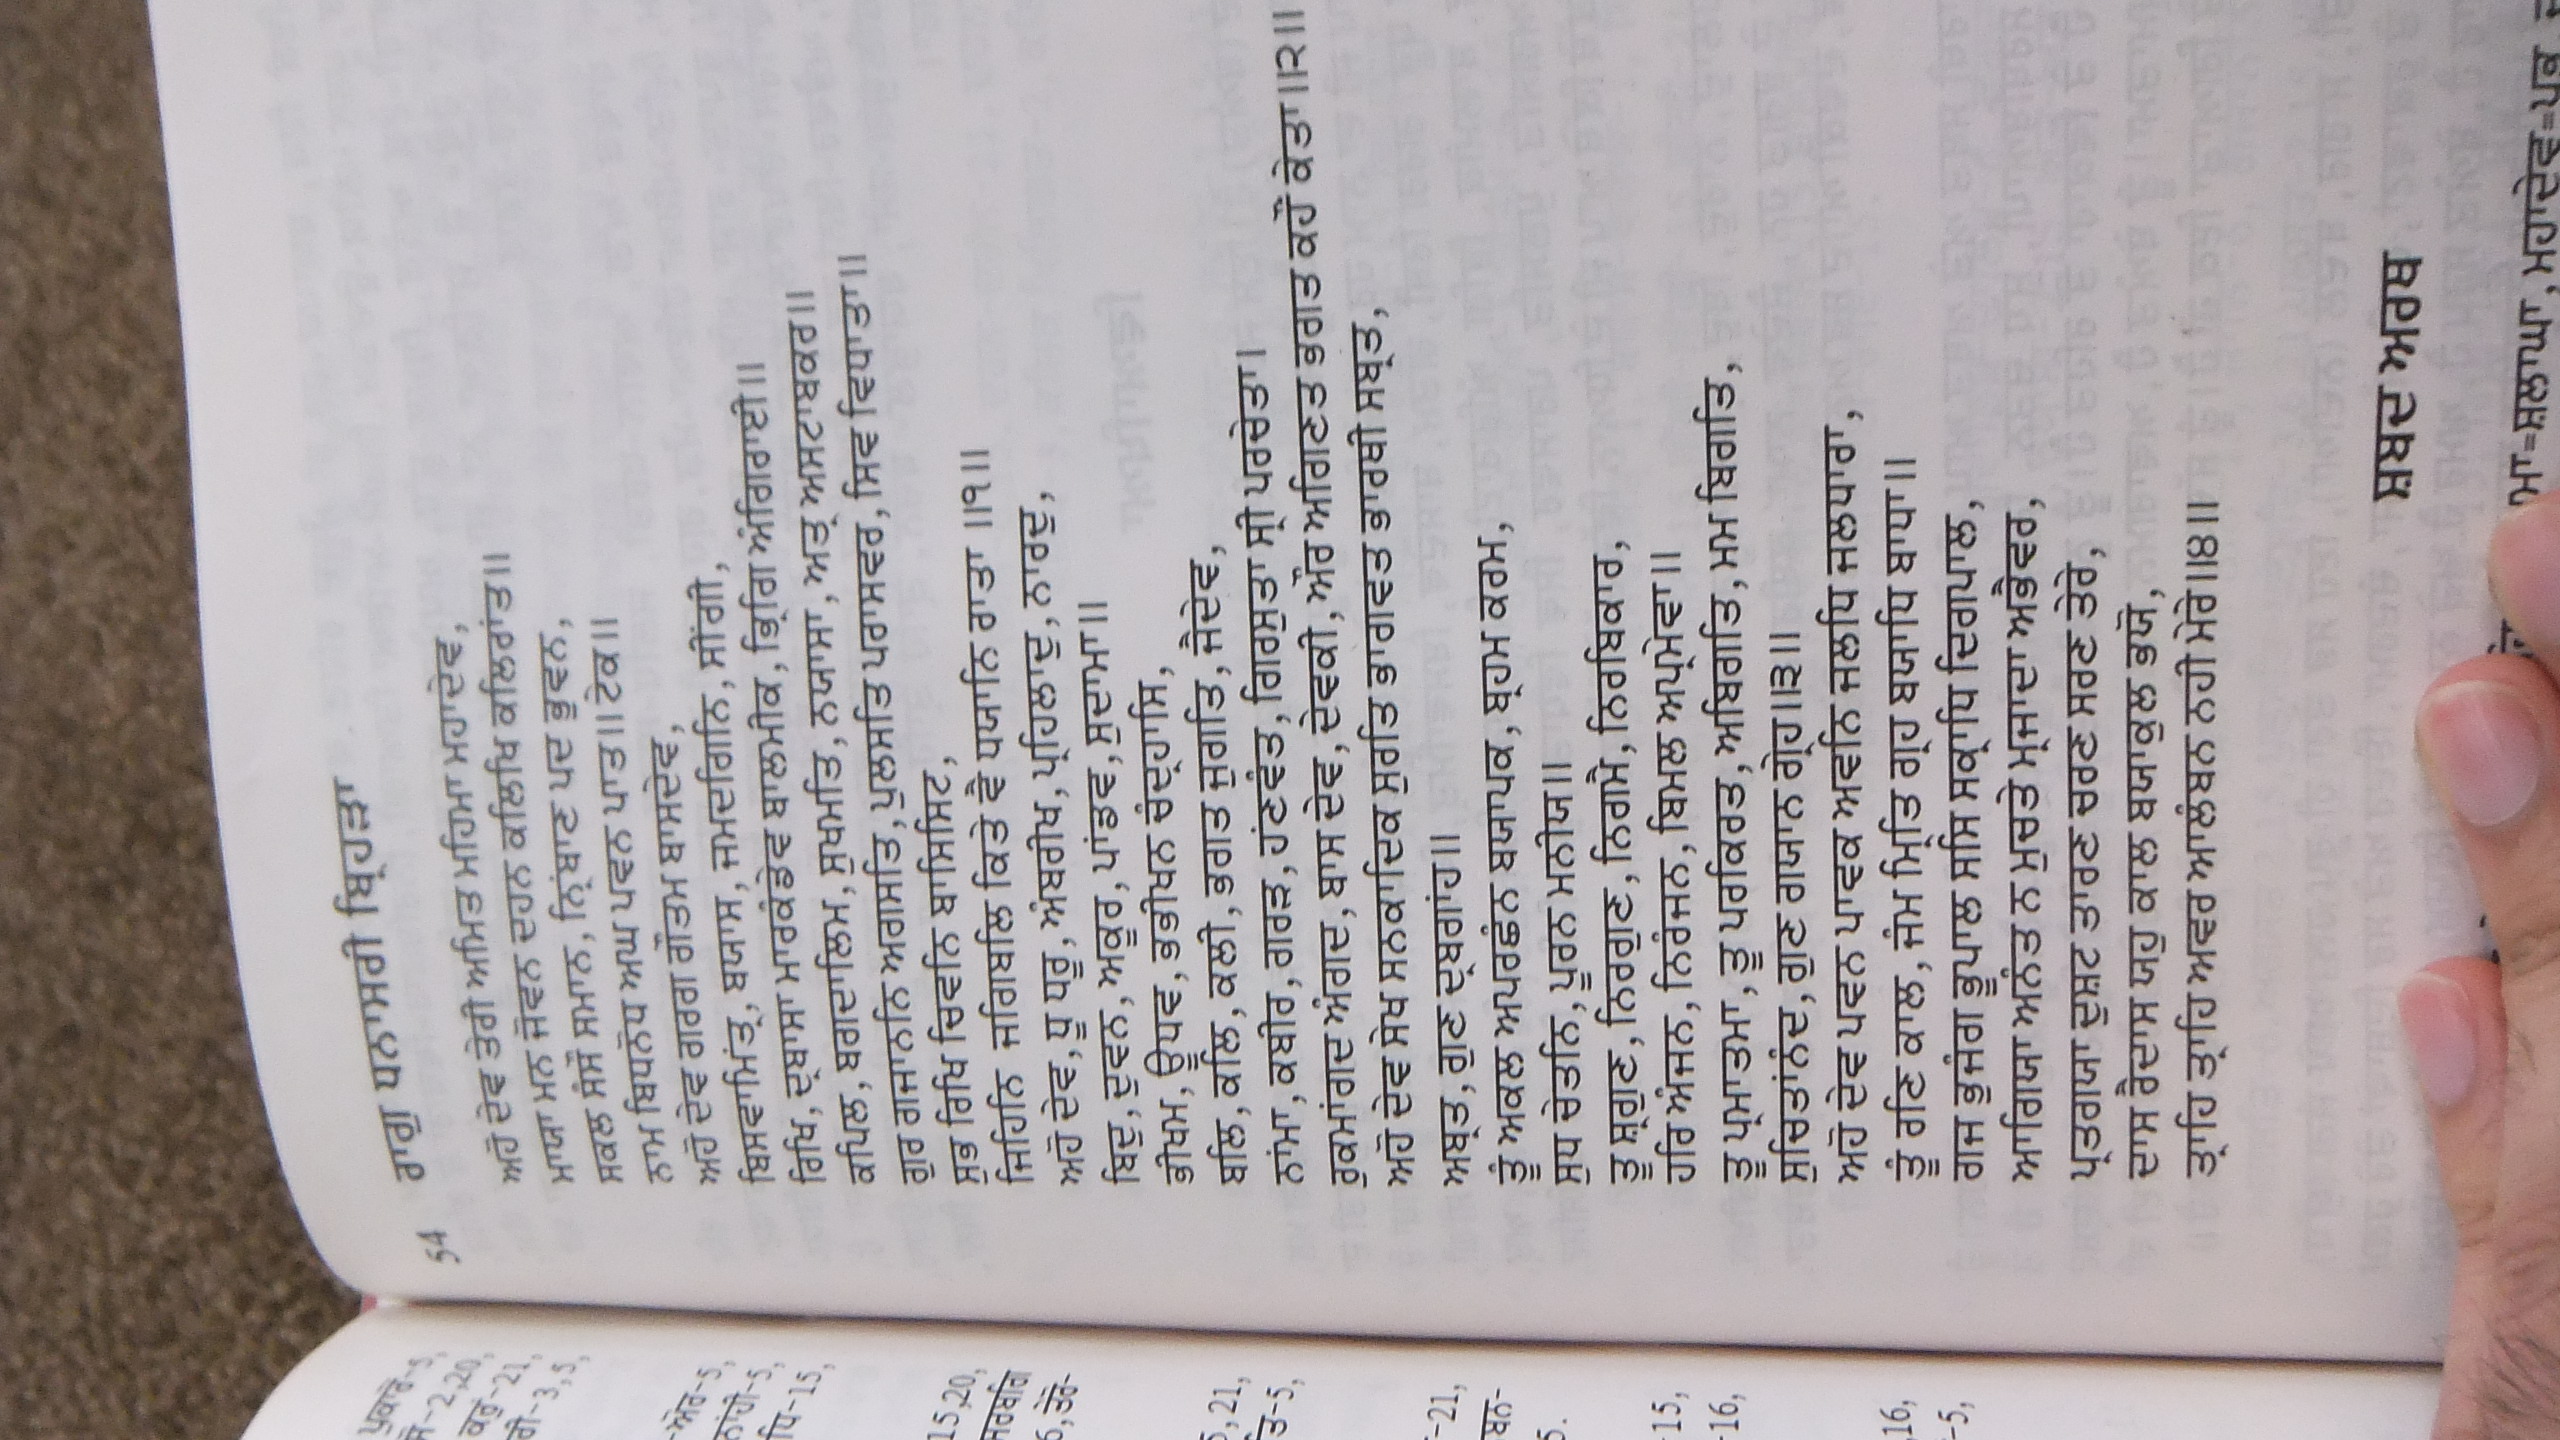 ਪੁਕਾਰੋ-5,
ਸੋ-2,20,
ਕਰੁੰ-21,
ਰੀ-3,5,
-ਔਰ-5,
ਨਾਂਹੀ-5,
ਧਿ-15,
15,20,
ਸਰਬਗਿ
6,ਤੇਰੋ-
5,21,
ਤਿ-5,
-21,
ਬਨ-
5.
-15,
-16,
16,
-5,
54 ਰਾਗੁ ਧਨਾਸਰੀ ਬ੍ਰਿਹੜਾ
ਅਹੋ ਦੇਵ ਤੇਰੀ ਅਮਿਤ ਮਹਿਮਾ ਮਹਾਦੇਵ,
ਮਾਯਾ ਮਨ ਜੋਵਨ ਦਹਨ ਕਲਿਖਿ ਕਲਿਰਾਂਤ॥
ਸਕਲ ਸੰਸੌ ਸਮਾਨ, ਨ੍ਰਿੰਬਾਣ ਪਦ ਭੁਵਨ,
ਨਾਮ ਬਿਧਨੋਧ ਅਘ ਪਵਨ ਪਾਤ॥ ਟੇਕ॥
ਅਹੋ ਦੇਵ ਗਰਗ ਗੌਤਮ ਬਾਸਦੇਵ,
ਬਿਸਵਾਮਿੰਤ੍ਰ, ਬਯਾਸ, ਜਮਦਗਿਨਿ, ਸੀਂਗੀ,
ਰਿਖਿ, ਦ੍ਰਬਾਸਾ ਮਾਰਕੰਡੇਵ ਬਾਲਮੀਕ, ਭ੍ਰਿਗਿ ਅੰਗਿਰਾਈ॥
ਕਪਿਲ, ਬਗਦਾਲਿਮ, ਸੁਖਮਤਿ, ਨਯਾਸਾ, ਅਤ੍ਰ ਅਸਟਾਬਕਰ॥
ਗੁਰ ਗਜਾਨਨਿ ਅਗਸਤਿ, ਪੁਲਸਤਿ ਪਰਾਸਵਰ, ਸਿਵ ਵਿਧਾਤਾ॥
ਸੁਭ ਰਿਖਿ ਚਿਵਨਿ ਬਾਸਿਸਿਟ,
ਜਿਹਿਨਿ ਜਗਿਬਲਿ ਕਿਤੇ ਵੈ ਧਯਾਨਿ ਰਾਤਾ ॥੧॥
ਅਹੋ ਦੇਵ, ਧੂ ਧਰੂ, ਅੰਬਰੀਖ, ਪ੍ਰਹਿਲਾਦੁ, ਨਾਰਦੁ,
ਬਿਦੁ, ਦੁਵਨ, ਅਕ੍ਰੂਰ, ਪਾਂਡਵ, ਸੁਦਾਮਾ॥
ਭੀਖਮ, ਊਧਵ, ਭਭੀਖਨ ਚੰਦ੍ਰਹਾਸਿ,
ਬਲਿ, ਕਲਿ, ਕਲੀ, ਭਗਤ ਜੁਗਤਿ, ਜੈਦੇਵ,
ਨਾਂਮਾ, ਕਬੀਰ, ਗਰੜ, ਹੰਣਵੰਤ, ਗਿਰਸੁਤਾ ਸ੍ਰੀ ਪਰਚੇਤਾ।
ਰੁਕਮਾਂਗਦ ਅੰਗਦ, ਬਾਸ ਦੇਵ, ਦੇਵਕੀ, ਔਰ ਅਗਿਣਤ ਭਗਤ ਕਹੌਂ ਕੇਤਾ॥੨॥
ਅਹੋ ਦੇਵ ਸੇਖ ਸਨਕਾਦਿਕ ਸੁਰਤਿ ਭਾਗਵਤ ਭਾਰਥੀ ਸਬ੍ਰਤ,
ਅਬ੍ਰਤ, ਗੁਣ ਦ੍ਰਬਗਾਂਹ॥
ਤੂੰ ਅਕਲ ਅਪਰਛੰਨ ਬਯਾਪਕ, ਬ੍ਰਹਮ ਕਰਮ,
ਸੁਧ ਚੇਤਨਿ, ਪੂਰਨ ਮਨੀਯ॥
ਤੂ ਸ੍ਰਗੁਣ, ਨਿਰਗੁਣ, ਨਿਗਮੈ, ਨਿਰਬਿਕਾਰ,
ਹਰਿ ਅੰਜਨ, ਨਿਰੰਜਨ, ਬਿਮਲ ਅਪ੍ਰਮੇਵਾ॥
ਤੂ ਪ੍ਰਮਾਤਮਾ, ਤੂ ਪਰਕਿਰਤ, ਅਬਿਗਤਿ, ਮਮ ਬਿਗਤਿ,
ਸੁਚਿਤਾਂਨੰਦ, ਗੁਣ ਗਯਾਨ ਗ੍ਰੇਹ॥੩॥
ਅਹੋ ਦੇਵ ਪਵਨ ਪਾਵਕ ਅਵਨਿ ਜਲਧਿ ਜਲਧਾਰਾ,
ਤੂੰ ਰਣਿ ਕਾਲ, ਜੰਮ ਮ੍ਰਿਤਿ ਗ੍ਰਹ ਬਯਾਧਿ ਬਾਧਾ॥
ਗਜ ਭੁਜੰਗ ਭੂਪਾਲ ਸਸਿ ਸਕ੍ਰਾਧਿ ਦਿਗਪਾਲ,
ਆਗਿਯਾ ਅਨੰਤ ਨ ਮੁਚਤੇ ਮ੍ਰਜਾਦਾ ਅਭੈਵਰ,
ਪ੍ਰਤਗਯਾ ਦੁਸ਼ਟ ਤਾਰਣ ਚਰਣ ਸਰਣ ਤੇਰੇ,
ਦਾਸ ਰੈਦਾਸ ਯਹੁ ਕਾਲ ਬਯਾਕੁਲ ਭਯੋ,
ਤ੍ਰਾਹਿ ਤ੍ਰਾਹਿ ਅਵਰ ਆਲੰਬਨ ਨਹੀ ਮੇਰੇ॥੪॥
ਸ਼ਬਦ ਅਰਥ
ਮਾ=ਸ਼ਲਾਘਾ, ਮਹਾਦੇਵ=